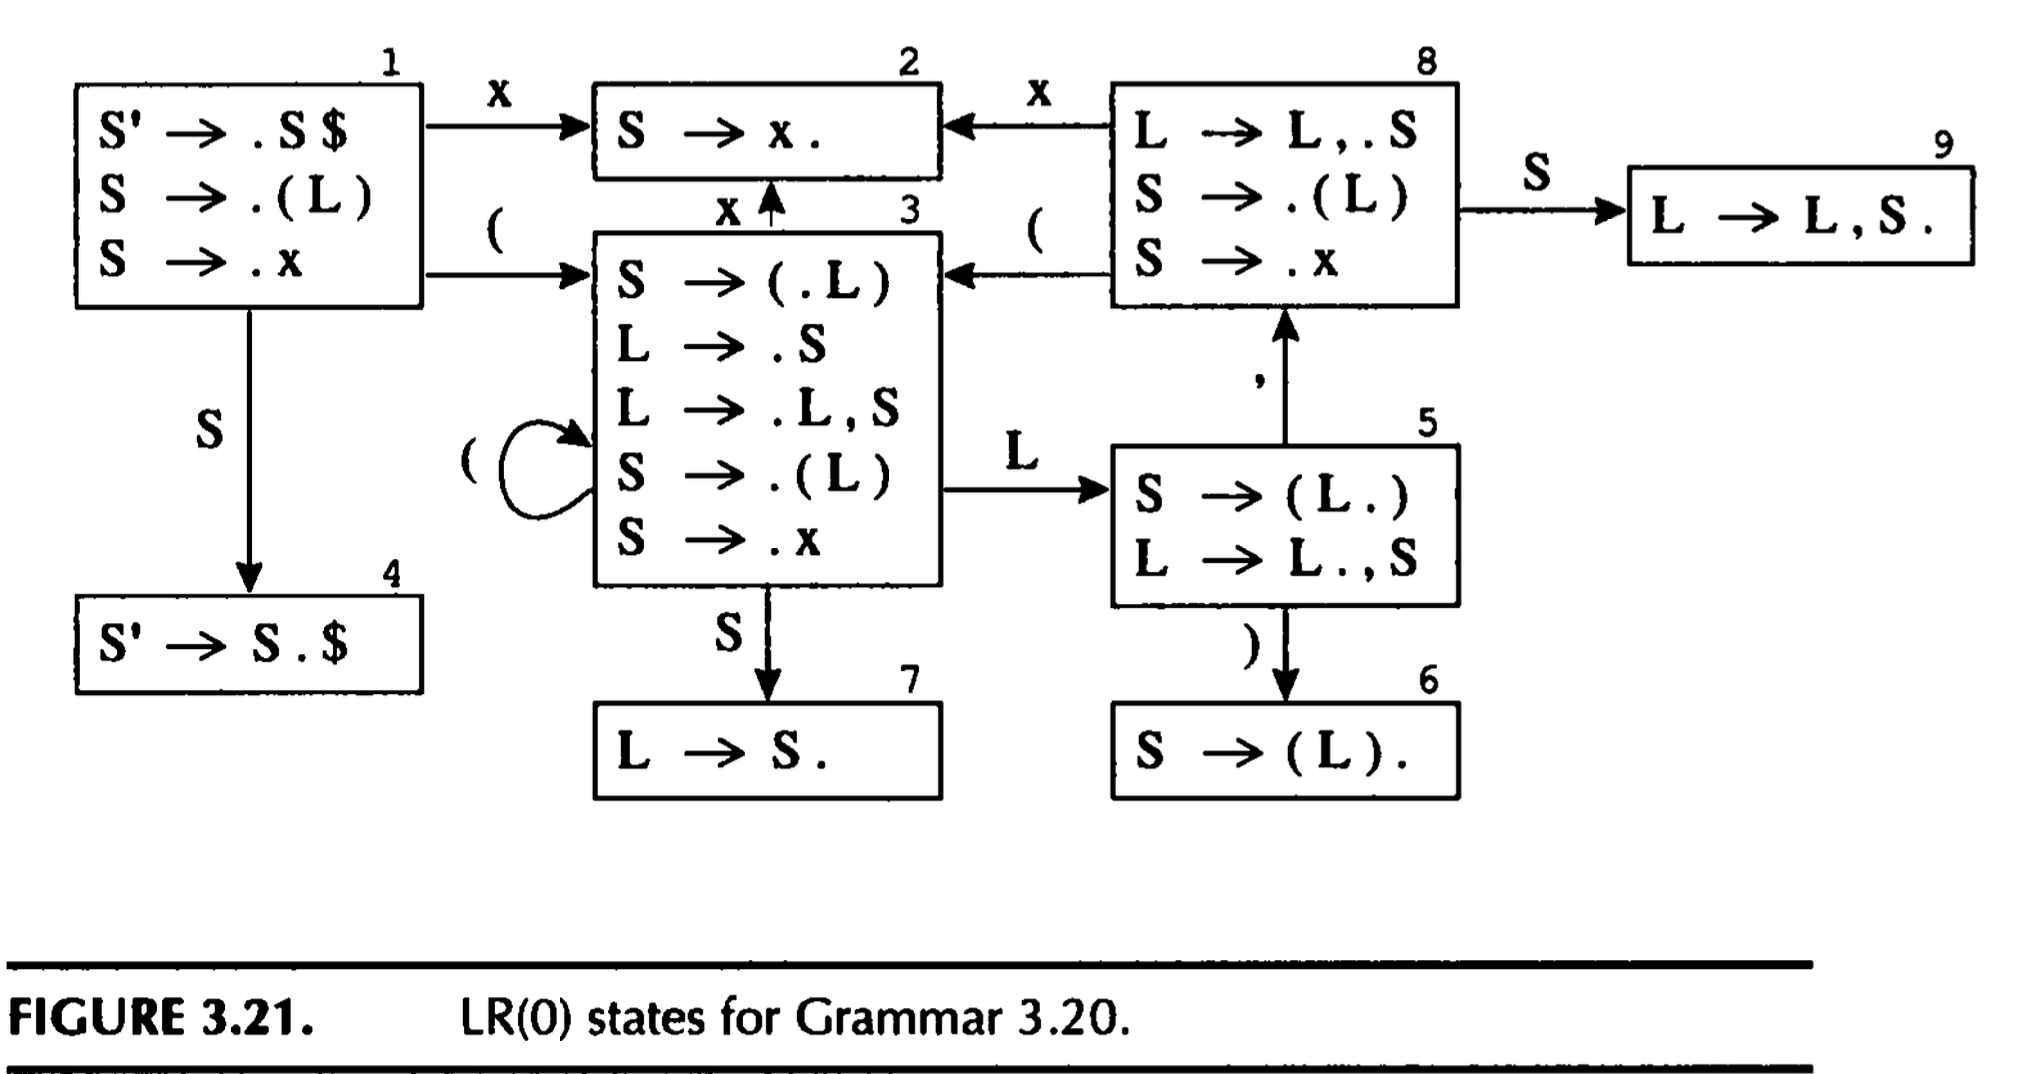 1
S' → .S$
S → .(L)
S → .x
x
(
S
2
S → x.
x
3
S → (.L)
L → .S
L → .L,S
S → .(L)
S → .x
(
S
L
x
(
8
L → L,.S
S → .(L)
S → .x
S
9
L → L,S.
,
5
S → (L.)
L → L.,S
)
4
S' → S.$
7
L → S.
6
S → (L).
FIGURE 3.21. LR(0) states for Grammar 3.20.